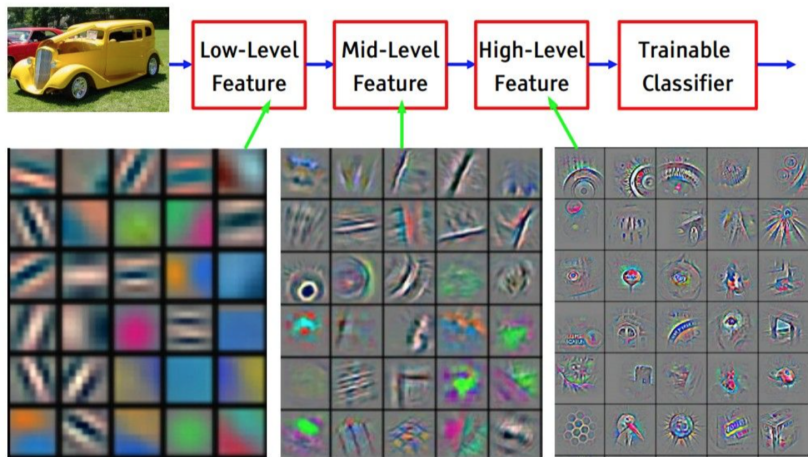 Low-Level
Feature
Mid-Level
Feature
High-Level
Feature
Trainable
Classifier